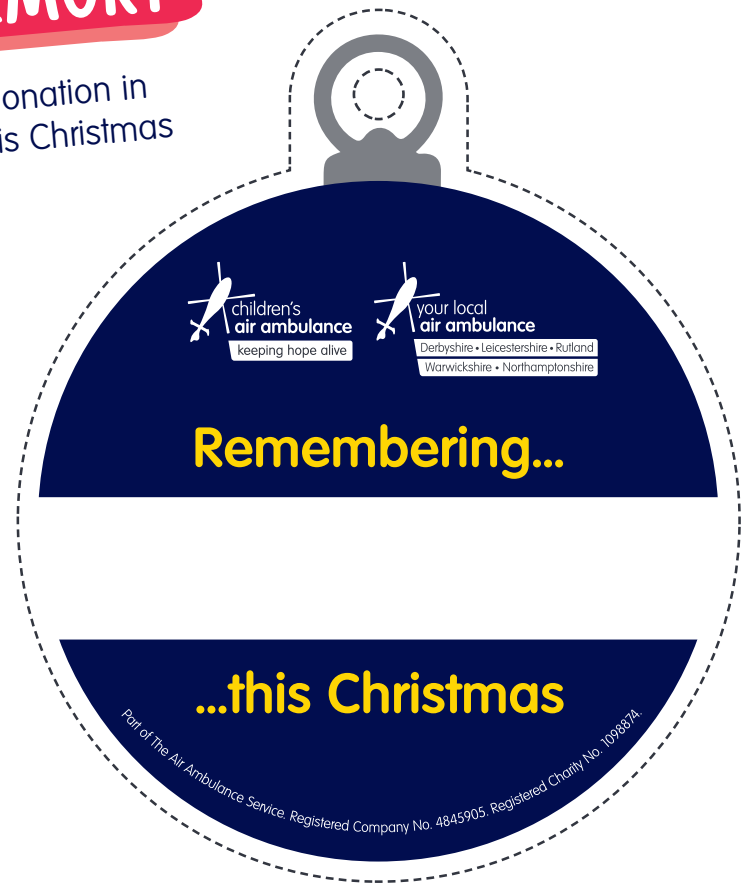 onation in
is Christmas
children's
air ambulance
keeping hope alive
your local
air ambulance
Derbyshire • Leicestershire • Rutland
Warwickshire • Northamptonshire
Remembering...
...this Christmas
Part of The Air Ambulance Service. Registered Company No. 4845905. Registered Charity No. 1098874.